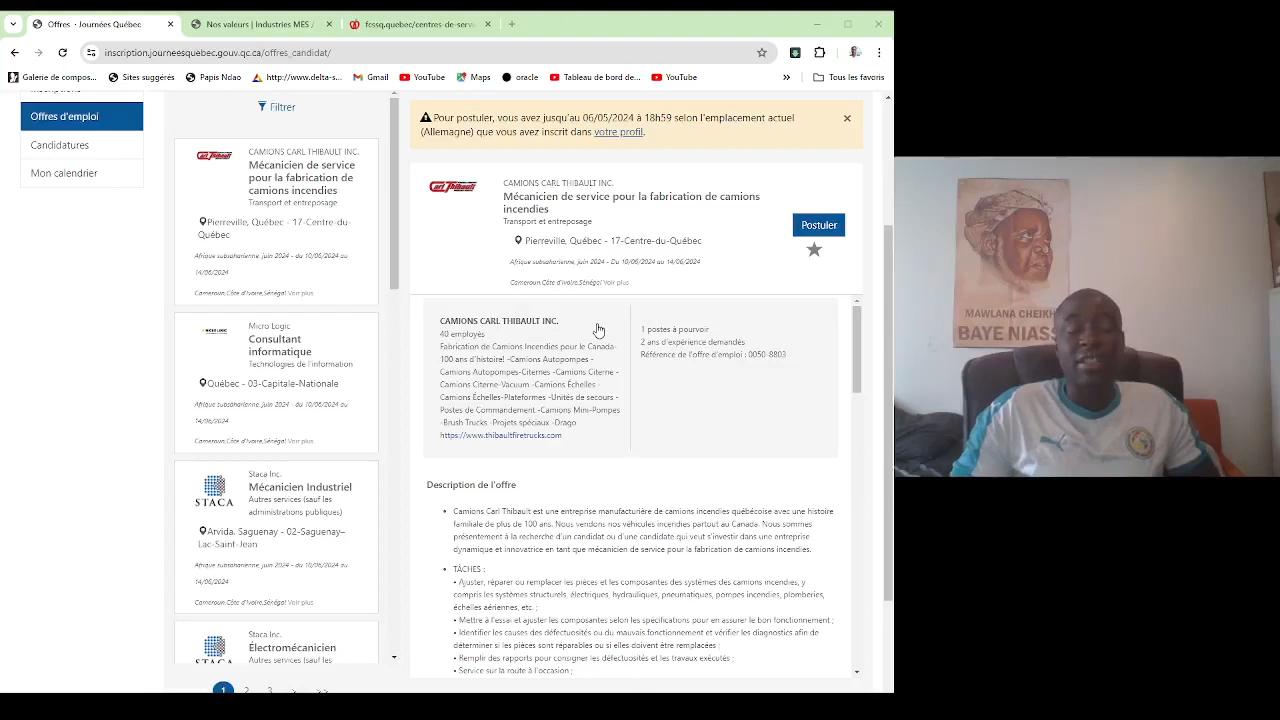 Offres · Journées Québec
Nos valeurs | Industries MES /
fcssq.quebec/centres-de-serv
inscription.journeesquebec.gouv.qc.ca/offres_candidat/
Galerie de compos...
Sites suggérés
Papis Ndao
http://www.delta-s...
Gmail
YouTube
Maps
oracle
Tableau de bord de...
YouTube
»
Tous les favoris
Offres d'emploi
Candidatures
Mon calendrier
Filtrer
CAMIONS CARL THIBAULT INC.
Mécanicien de service
pour la fabrication de
camions incendies
Transport et entreposage
Pierreville, Québec - 17-Centre-du-
Québec
Afrique subsaharienne, juin 2024 - du 10/06/2024 au
14/06/2024
Cameroun,Côte d'Ivoire,Sénégal Voir plus
MICRO LOGIC
Micro Logic
Consultant
informatique
Technologies de l'information
Québec - 03-Capitale-Nationale
Afrique subsaharienne, juin 2024 - du 10/06/2024 au
14/06/2024
Cameroun,Côte d'Ivoire,Sénégal Voir plus
STACA
Staca Inc.
Mécanicien Industriel
Autres services (sauf les
administrations publiques)
Arvida, Saguenay - 02-Saguenay–
Lac-Saint-Jean
Afrique subsaharienne, juin 2024 - du 10/06/2024 au
14/06/2024
Cameroun,Côte d'Ivoire,Sénégal Voir plus
STACA
Staca Inc.
Électromécanicien
Autres services (sauf les
1 2 3 > >>
Pour postuler, vous avez jusqu'au 06/05/2024 à 18h59 selon l'emplacement actuel
(Allemagne) que vous avez inscrit dans votre profil.
Carl Thibault
CAMIONS CARL THIBAULT INC.
Mécanicien de service pour la fabrication de camions
incendies
Transport et entreposage
Pierreville, Québec - 17-Centre-du-Québec
Afrique subsaharienne, juin 2024 - Du 10/06/2024 au 14/06/2024
Cameroun,Côte d'Ivoire,Sénégal Voir plus
Postuler
CAMIONS CARL THIBAULT INC.
40 employés
Fabrication de Camions Incendies pour le Canada-
100 ans d'histoire! -Camions Autopompes -
Camions Autopompes-Citernes -Camions Citerne -
Camions Citerne-Vacuum -Camions Échelles -
Camions Échelles-Plateformes -Unités de secours -
Postes de Commandement -Camions Mini-Pompes
-Brush Trucks -Projets spéciaux -Drago
https://www.thibaultfiretrucks.com
1 postes à pourvoir
2 ans d'expérience demandés
Référence de l'offre d'emploi : 0050-8803
Description de l'offre
• Camions Carl Thibault est une entreprise manufacturière de camions incendies québécoise avec une histoire
familiale de plus de 100 ans. Nous vendons nos véhicules incendies partout au Canada. Nous sommes
présentement à la recherche d'un candidat ou d'une candidate qui veut s'investir dans une entreprise
dynamique et innovatrice en tant que mécanicien de service pour la fabrication de camions incendies.
• TÂCHES :
• Ajuster, réparer ou remplacer les pièces et les composantes des systèmes des camions incendies, y
compris les systèmes structurels, électriques, hydrauliques, pneumatiques, pompes incendies, plomberies,
échelles aériennes, etc. ;
• Mettre à l'essai et ajuster les composantes selon les spécifications pour en assurer le bon fonctionnement ;
• Identifier les causes des défectuosités ou du mauvais fonctionnement et vérifier les diagnostics afin de
déterminer si les pièces sont réparables ou si elles doivent être remplacées ;
• Remplir des rapports pour consigner les défectuosités et les travaux exécutés ;
• Service sur la route à l'occasion ;
MAWLANA CHEIKH
BAYE NIASS